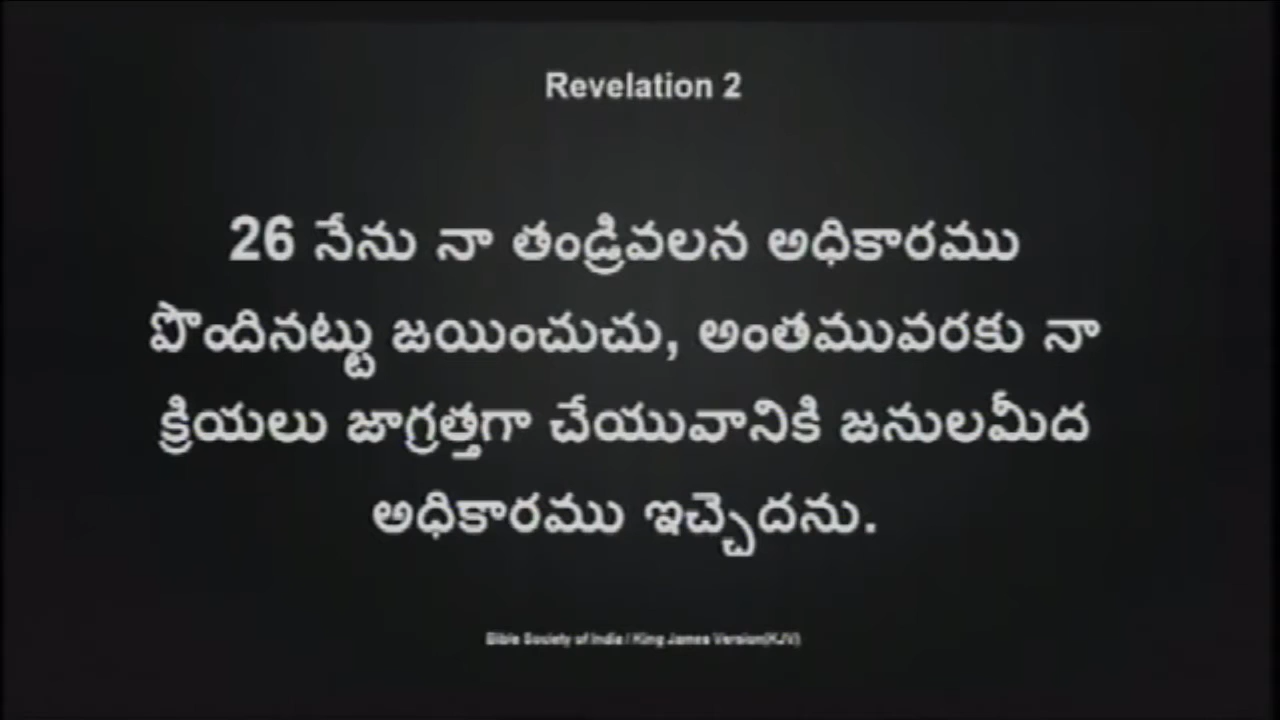 Revelation 2
26 నేను నా తండ్రివలన అధికారము
పొందినట్టు జయించుచు, అంతమువరకు నా
క్రియలు జాగ్రత్తగా చేయువానికి జనులమీద
అధికారము ఇచ్చెదను.
Bible Society of India / King James Version(KJV)